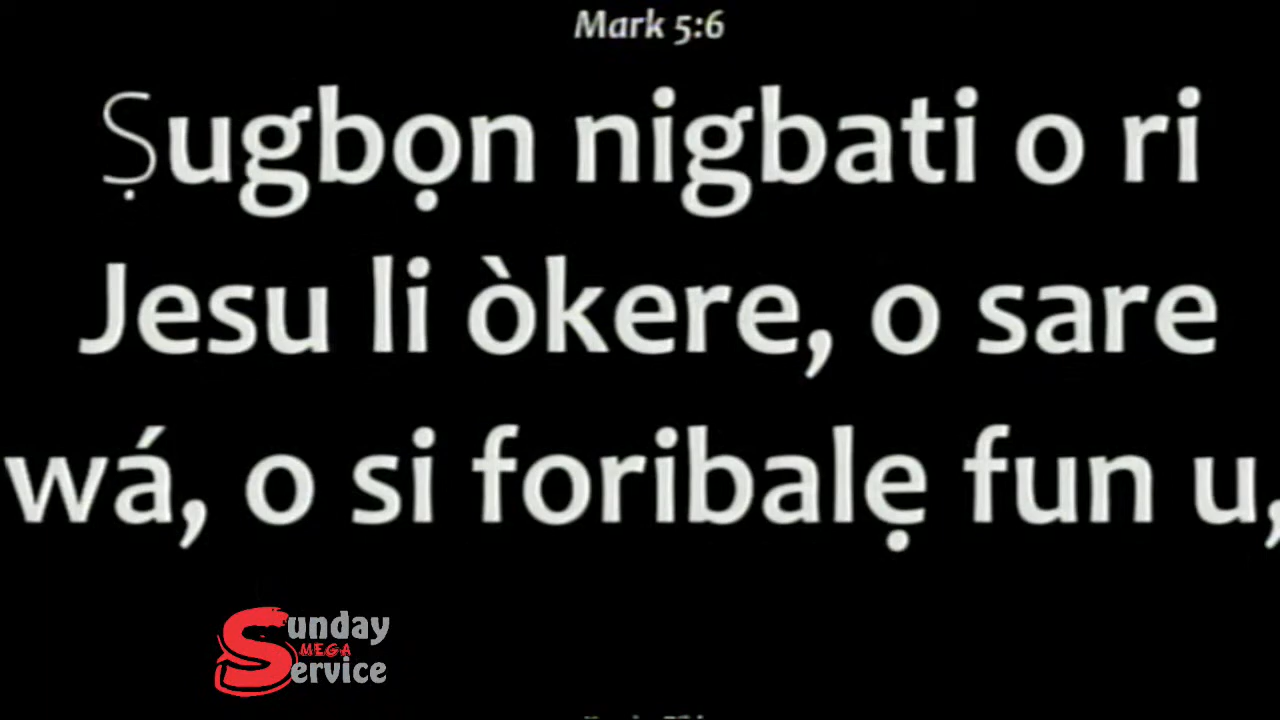 Mark 5:6
Ṣugbọn nigbati o ri
Jesu li òkere, o sare
wá, o si foribalẹ fun u,
Sunday
MEGA
Service